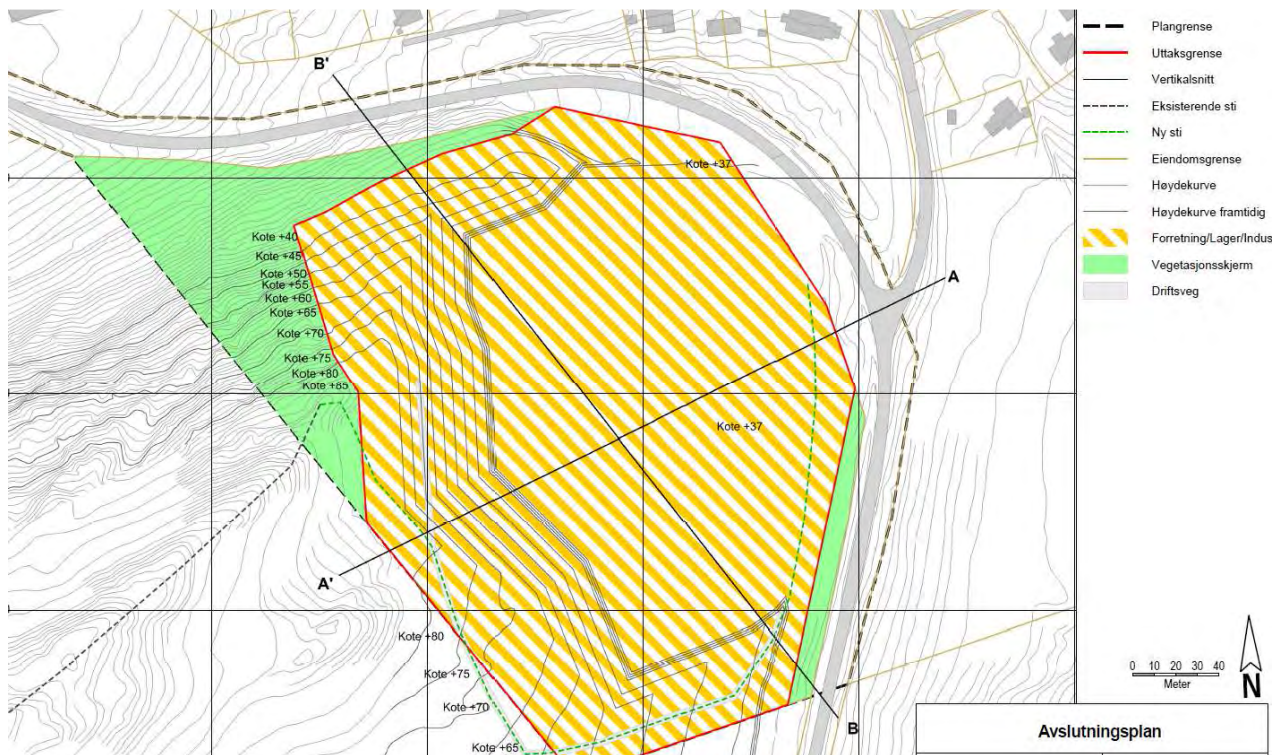 B'
Kote +37
Kote +40
Kote +45
Kote +50
Kote +55
Kote +60
Kote +65
Kote +70
Kote +75
Kote +80
Kote +85
A
Kote +37
A'
Kote +80
Kote +75
Kote +70
Kote +65
B
Plangrense
Uttaksgrense
Vertikalsnitt
Eksisterende sti
Ny sti
Eiendomsgrense
Høydekurve
Høydekurve framtidig
Forretning/Lager/Indus
Vegetasjonsskjerm
Driftsveg
0 10 20 30 40
Meter
N
Avslutningsplan